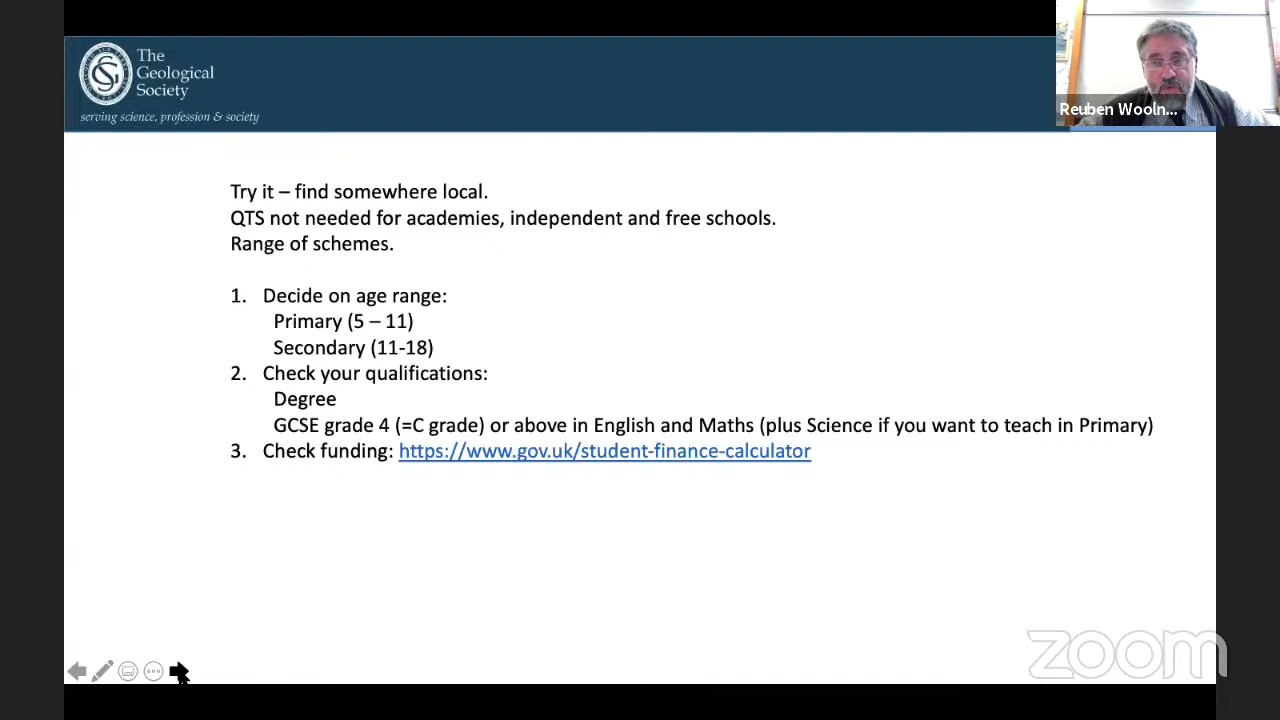 The
Geological
Society
serving science, profession & society
Reuben Wooln...
Try it – find somewhere local.
QTS not needed for academies, independent and free schools.
Range of schemes.
1. Decide on age range:
Primary (5 – 11)
Secondary (11-18)
2. Check your qualifications:
Degree
GCSE grade 4 (=C grade) or above in English and Maths (plus Science if you want to teach in Primary)
3. Check funding: https://www.gov.uk/student-finance-calculator
zoom